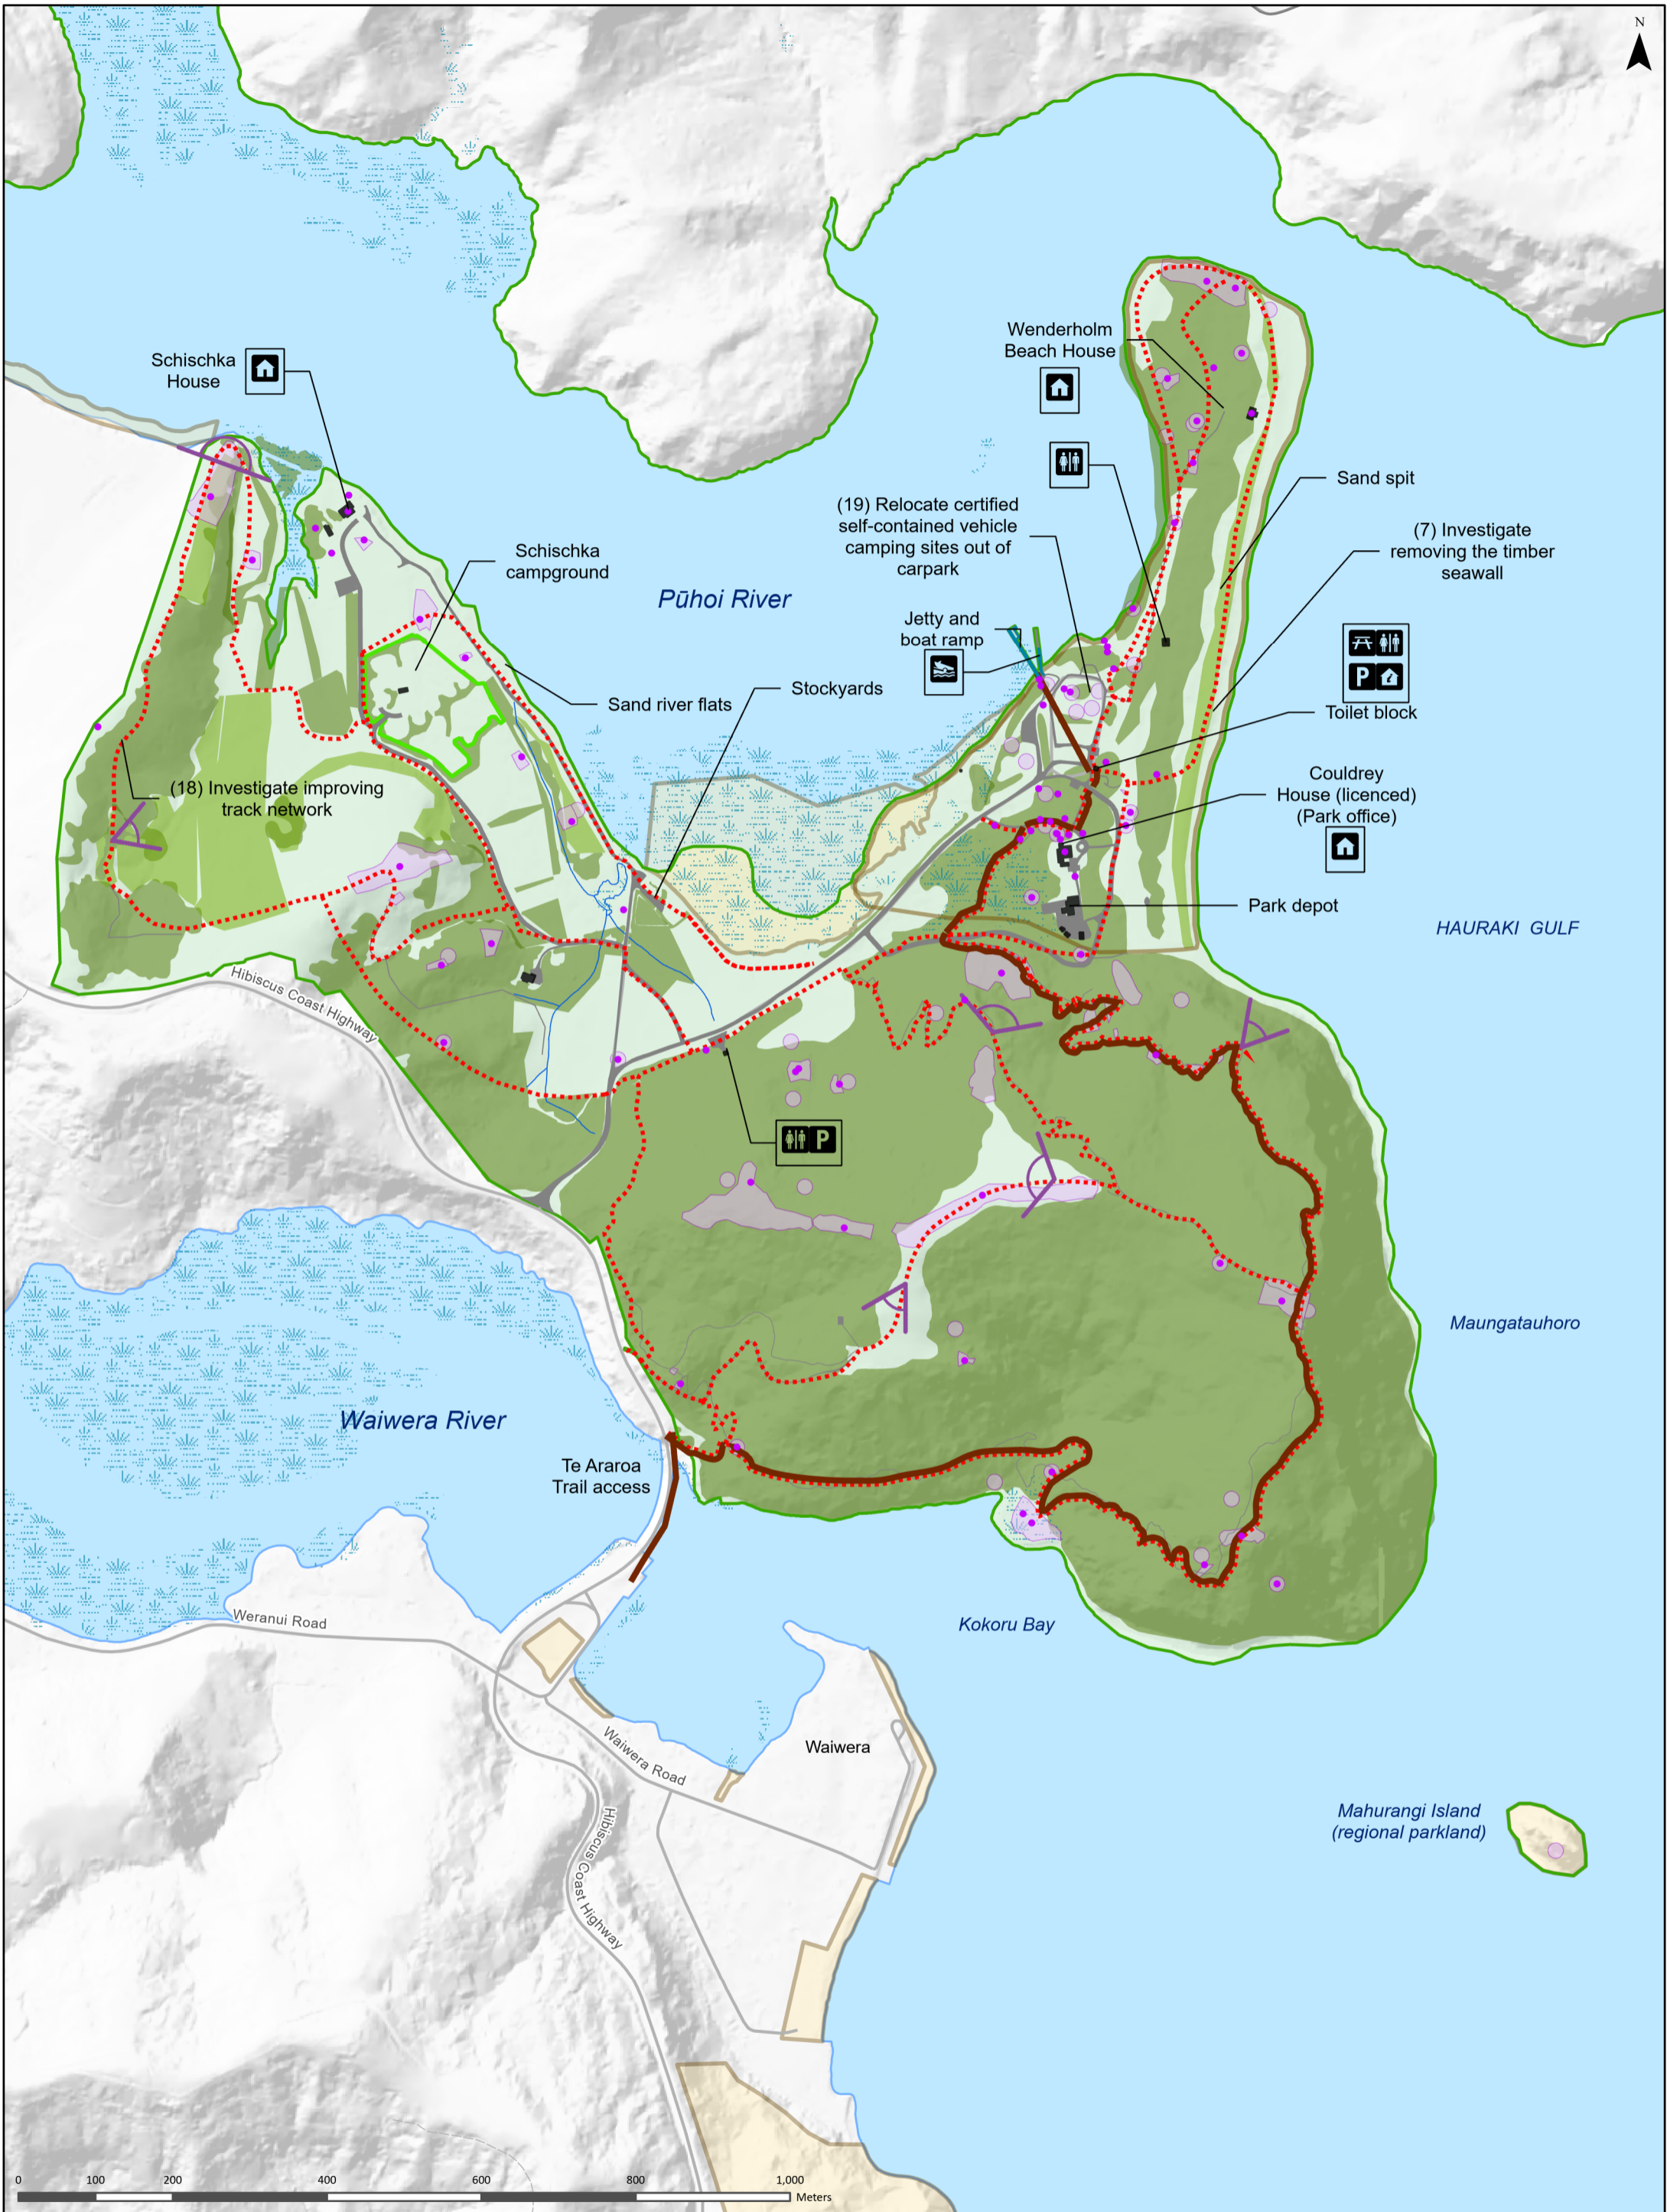 N
Schischka
House
Wenderholm
Beach House
Sand spit
(19) Relocate certified
self-contained vehicle
camping sites out of
carpark
(7) Investigate
removing the timber
seawall
Schischka
campground
Pūhoi River
Jetty and
boat ramp
P
Sand river flats
Stockyards
Toilet block
(18) Investigate improving
track network
Couldrey
House (licenced)
(Park office)
Park depot
HAURAKI GULF
Hibiscus Coast Highway
P
Maungatauhoro
Waiwera River
Te Araroa
Trail access
Weranui Road
Kokoru Bay
Waiwera Road
Waiwera
Mahurangi Island
(regional parkland)
Hibiscus Coast Highway
0 100 200 400 600 800 1,000
Meters